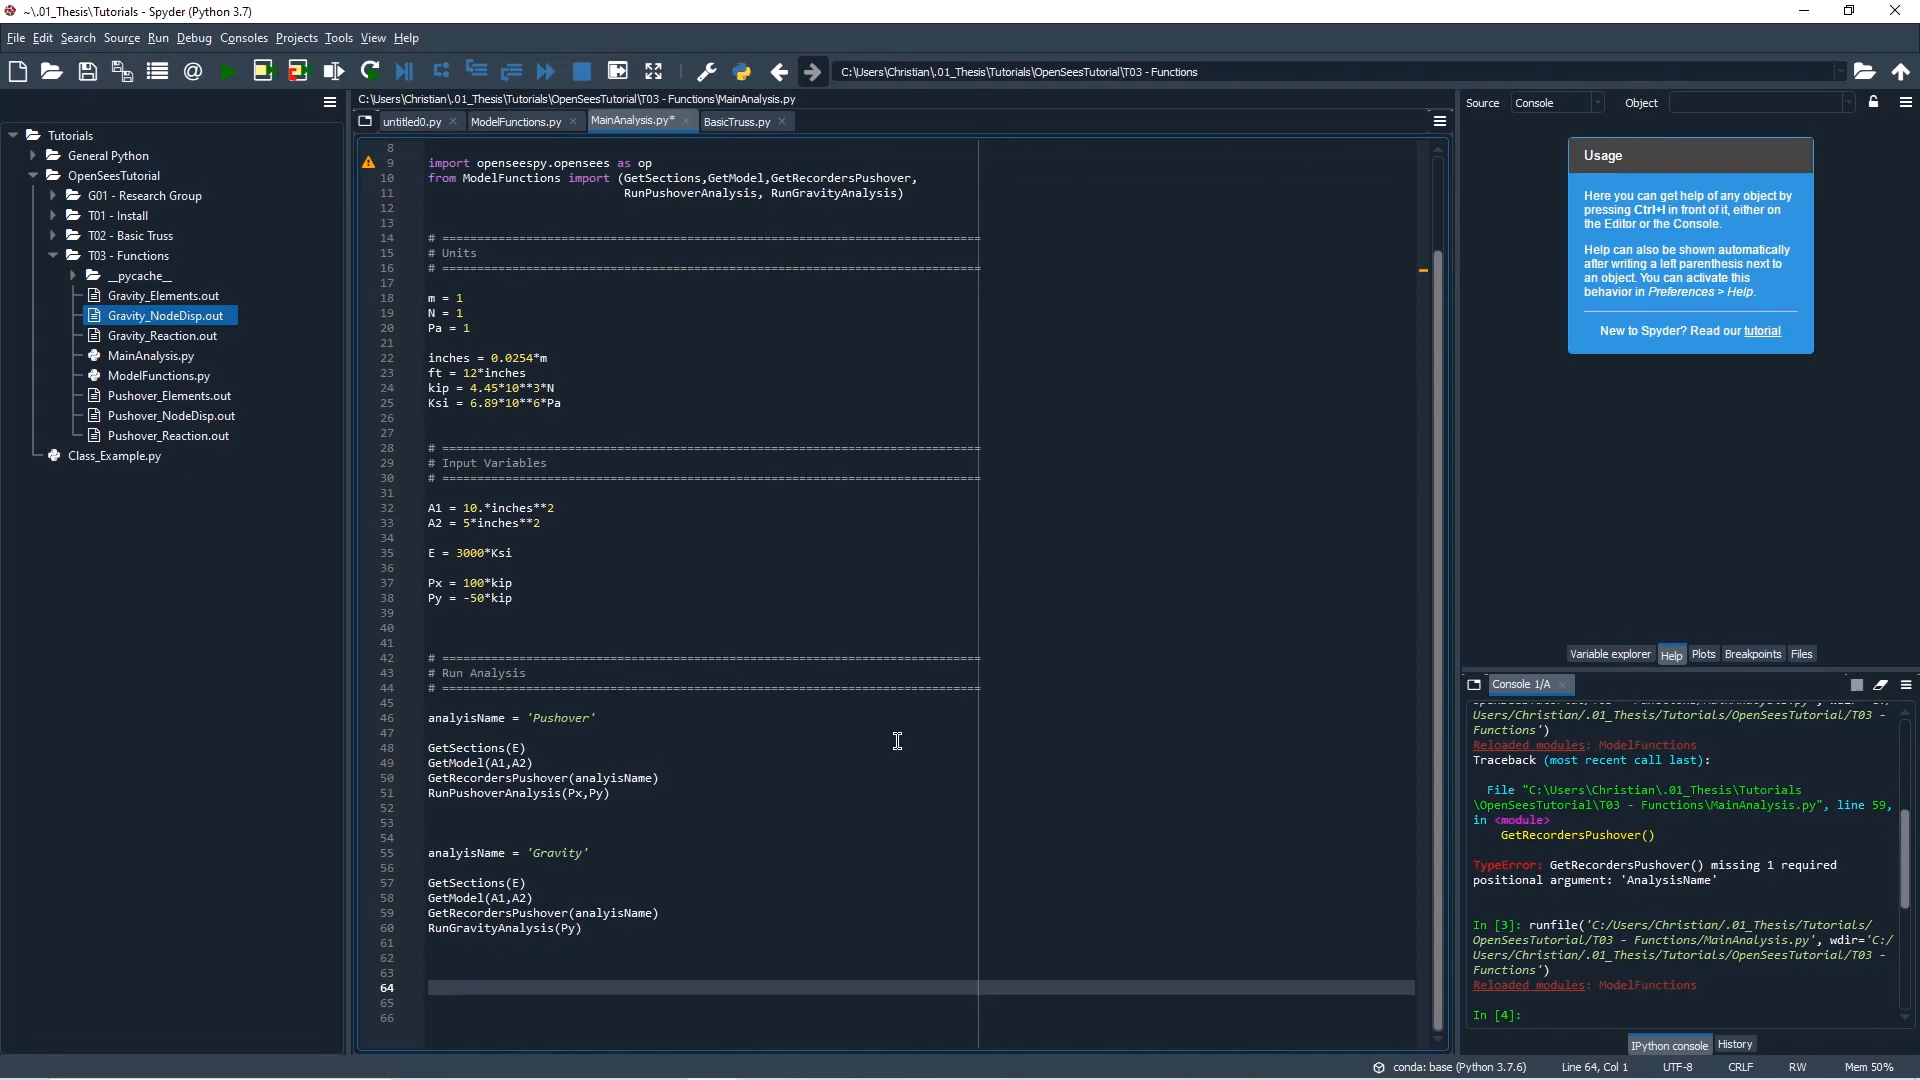 ~\.01_Thesis\Tutorials - Spyder (Python 3.7)
File Edit Search Source Run Debug Consoles Projects Tools View Help
C:\Users\Christian\.01_Thesis\Tutorials\OpenSeesTutorial\T03 - Functions
Tutorials
General Python
OpenSeesTutorial
G01 - Research Group
T01 - Install
T02 - Basic Truss
T03 - Functions
__pycache__
Gravity_Elements.out
Gravity_NodeDisp.out
Gravity_Reaction.out
MainAnalysis.py
ModelFunctions.py
Pushover_Elements.out
Pushover_NodeDisp.out
Pushover_Reaction.out
Class_Example.py
C:\Users\Christian\.01_Thesis\Tutorials\OpenSeesTutorial\T03 - Functions\MainAnalysis.py
untitled0.py ModelFunctions.py MainAnalysis.py* BasicTruss.py
8
9 import openseespy.opensees as op
10 from ModelFunctions import (GetSections,GetModel,GetRecordersPushover,
11 RunPushoverAnalysis, RunGravityAnalysis)
12
13
14 # =============================================================================
15 # Units
16 # =============================================================================
17
18 m = 1
19 N = 1
20 Pa = 1
21
22 inches = 0.0254*m
23 ft = 12*inches
24 kip = 4.45*10**3*N
25 Ksi = 6.89*10**6*Pa
26
27
28 # =============================================================================
29 # Input Variables
30 # =============================================================================
31
32 A1 = 10.*inches**2
33 A2 = 5*inches**2
34
35 E = 3000*Ksi
36
37 Px = 100*kip
38 Py = -50*kip
39
40
41
42 # =============================================================================
43 # Run Analysis
44 # =============================================================================
45
46 analyisName = 'Pushover'
47
48 GetSections(E)
49 GetModel(A1,A2)
50 GetRecordersPushover(analyisName)
51 RunPushoverAnalysis(Px,Py)
52
53
54
55 analyisName = 'Gravity'
56
57 GetSections(E)
58 GetModel(A1,A2)
59 GetRecordersPushover(analyisName)
60 RunGravityAnalysis(Py)
61
62
63
64
65
66
Source Console Object
Usage
Here you can get help of any object by
pressing Ctrl+I in front of it, either on
the Editor or the Console.
Help can also be shown automatically
after writing a left parenthesis next to
an object. You can activate this
behavior in Preferences > Help.
New to Spyder? Read our tutorial
Variable explorer Help Plots Breakpoints Files
Console 1/A
Users/Christian/.01_Thesis/Tutorials/OpenSeesTutorial/T03 -
Functions')
Reloaded modules: ModelFunctions
Traceback (most recent call last):
File "C:\Users\Christian\.01_Thesis\Tutorials
\OpenSeesTutorial\T03 - Functions\MainAnalysis.py", line 59,
in <module>
GetRecordersPushover()
TypeError: GetRecordersPushover() missing 1 required
positional argument: 'AnalysisName'
In [3]: runfile('C:/Users/Christian/.01_Thesis/Tutorials/
OpenSeesTutorial/T03 - Functions/MainAnalysis.py', wdir='C:/
Users/Christian/.01_Thesis/Tutorials/OpenSeesTutorial/T03 -
Functions')
Reloaded modules: ModelFunctions
In [4]:
IPython console History
conda: base (Python 3.7.6) Line 64, Col 1 UTF-8 CRLF RW Mem 50%